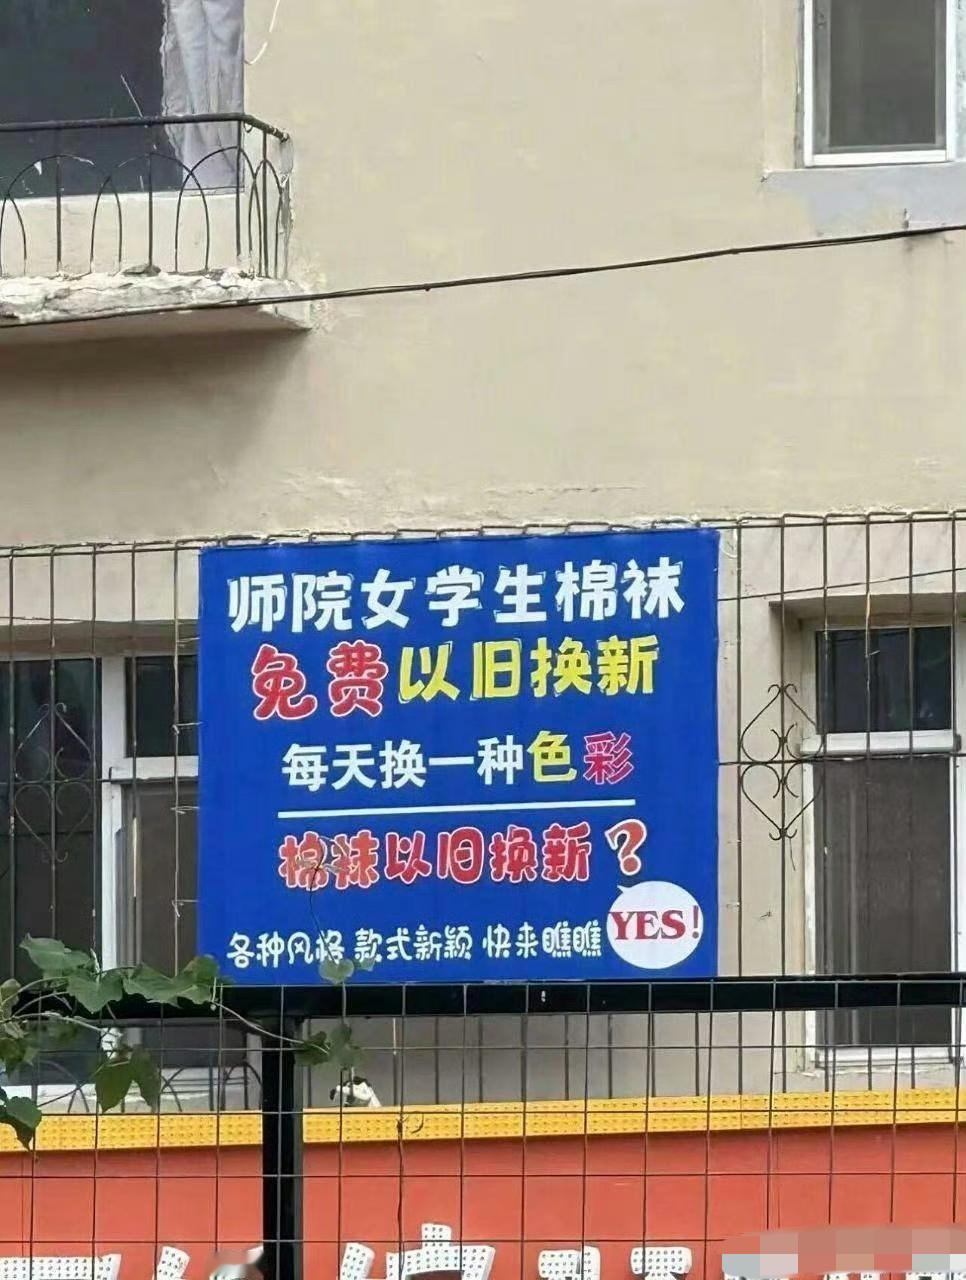 师院女学生棉袜
免费以旧换新
每天换一种色彩
棉袜以旧换新？
YES!
各种风格 款式新颖 快来瞧瞧